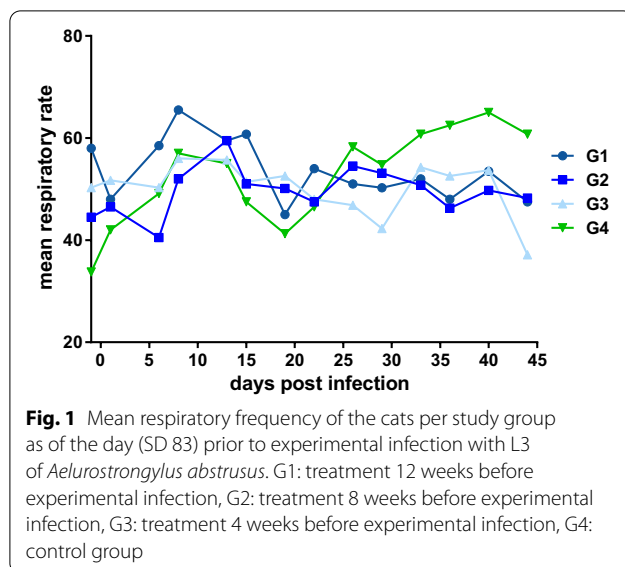 80
60
40
20
mean respiratory rate
0 5 10 15 20 25 30 35 40 45
days post infection
G1
G2
G3
G4
Fig. 1 Mean respiratory frequency of the cats per study group
as of the day (SD 83) prior to experimental infection with L3
of Aelurostrongylus abstrusus. G1: treatment 12 weeks before
experimental infection, G2: treatment 8 weeks before experimental
infection, G3: treatment 4 weeks before experimental infection, G4:
control group